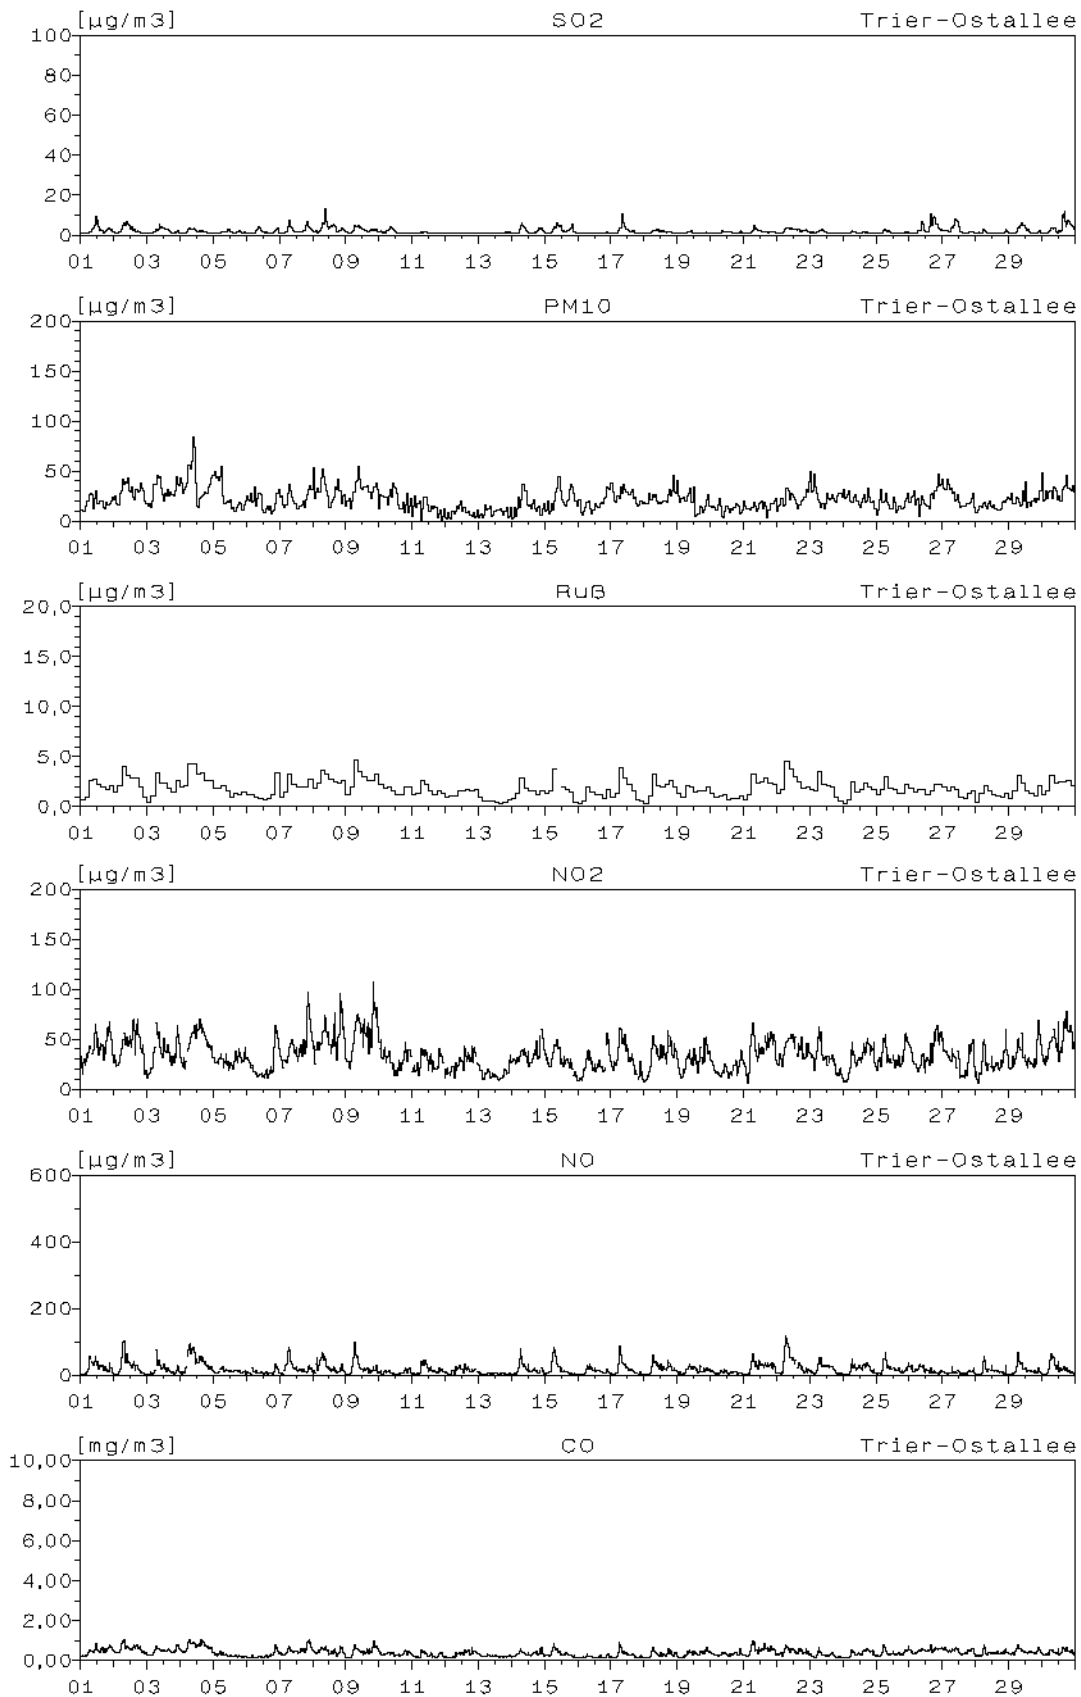 [µg/m3] SO2 Trier-Ostallee
100
80
60
40
20
0
01 03 05 07 09 11 13 15 17 19 21 23 25 27 29
[µg/m3] PM10 Trier-Ostallee
200
150
100
50
0
01 03 05 07 09 11 13 15 17 19 21 23 25 27 29
[µg/m3] Ruß Trier-Ostallee
20,0
15,0
10,0
5,0
0,0
01 03 05 07 09 11 13 15 17 19 21 23 25 27 29
[µg/m3] NO2 Trier-Ostallee
200
150
100
50
0
01 03 05 07 09 11 13 15 17 19 21 23 25 27 29
[µg/m3] NO Trier-Ostallee
600
400
200
0
01 03 05 07 09 11 13 15 17 19 21 23 25 27 29
[mg/m3] CO Trier-Ostallee
10,00
8,00
6,00
4,00
2,00
0,00
01 03 05 07 09 11 13 15 17 19 21 23 25 27 29